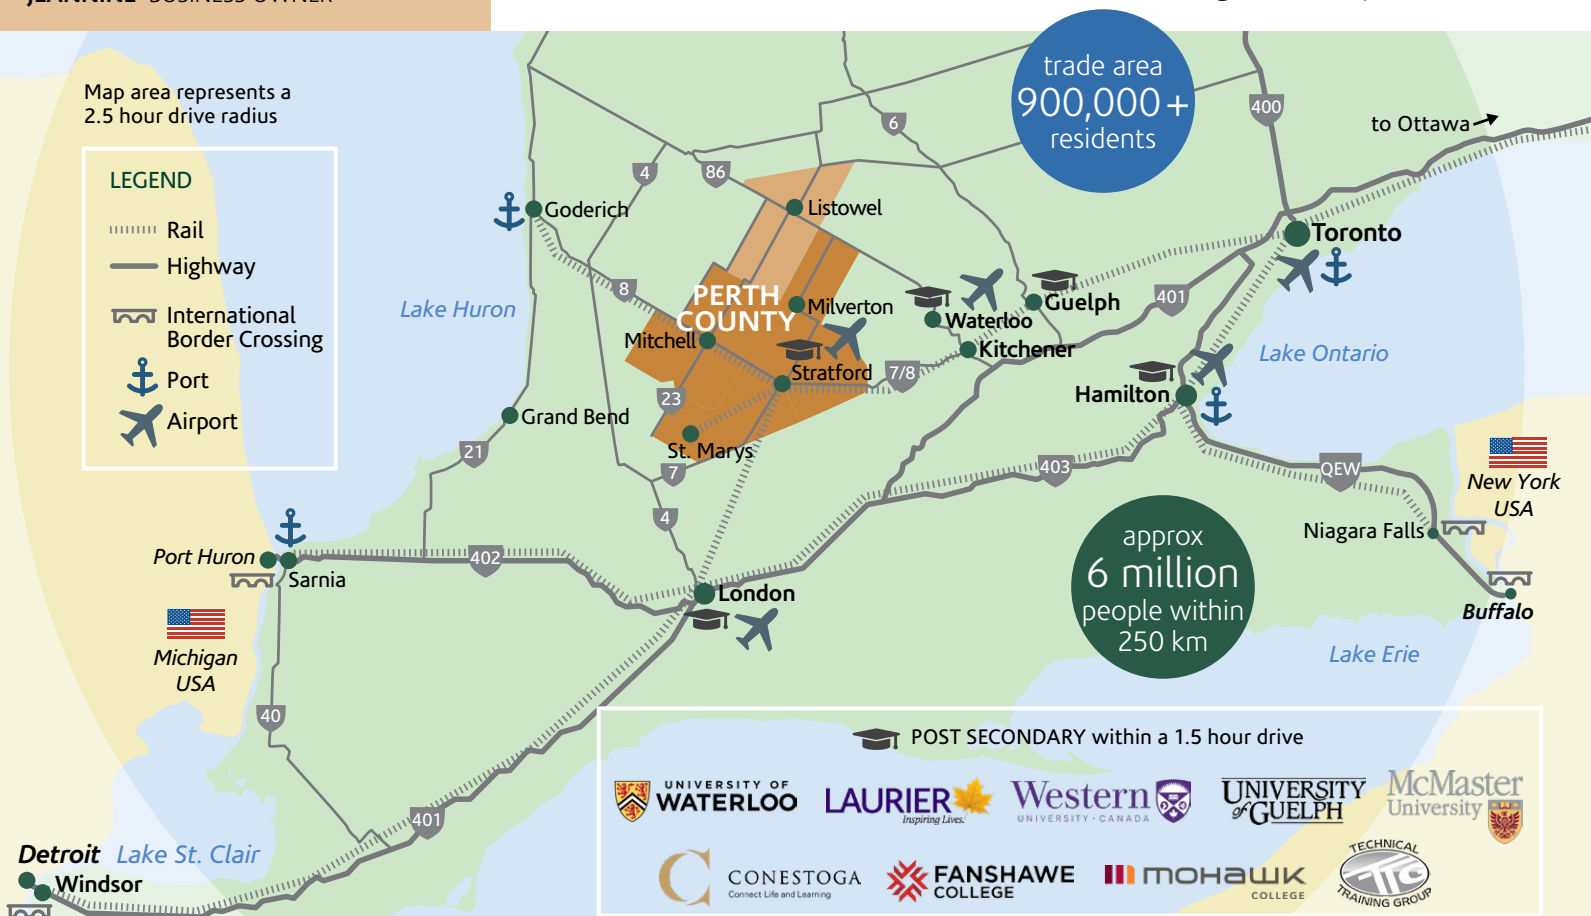 JEANNINE BUSINESS OWNER
Map area represents a
2.5 hour drive radius
LEGEND
Rail
Highway
International
Border Crossing
Port
Airport
trade area
900,000+
residents
400
to Ottawa
6
4
86
Goderich
Listowel
Toronto
Lake Huron
8
PERTH
COUNTY
Milverton
Mitchell
Stratford
Waterloo
Guelph
Kitchener
401
7/8
Lake Ontario
Hamilton
23
Grand Bend
St. Marys
21
7
4
403
QEW
New York
USA
Niagara Falls
Buffalo
Port Huron
Sarnia
402
London
approx
6 million
people within
250 km
Lake Erie
Michigan
USA
40
401
Detroit
Lake St. Clair
Windsor
POST SECONDARY within a 1.5 hour drive
UNIVERSITY OF
WATERLOO
LAURIER
Inspiring Lives.
Western
UNIVERSITY · CANADA
UNIVERSITY
of GUELPH
McMaster
University
CONESTOGA
Connect Life and Learning
FANSHAWE
COLLEGE
mohawk
COLLEGE
TECHNICAL
TTG
TRAINING GROUP